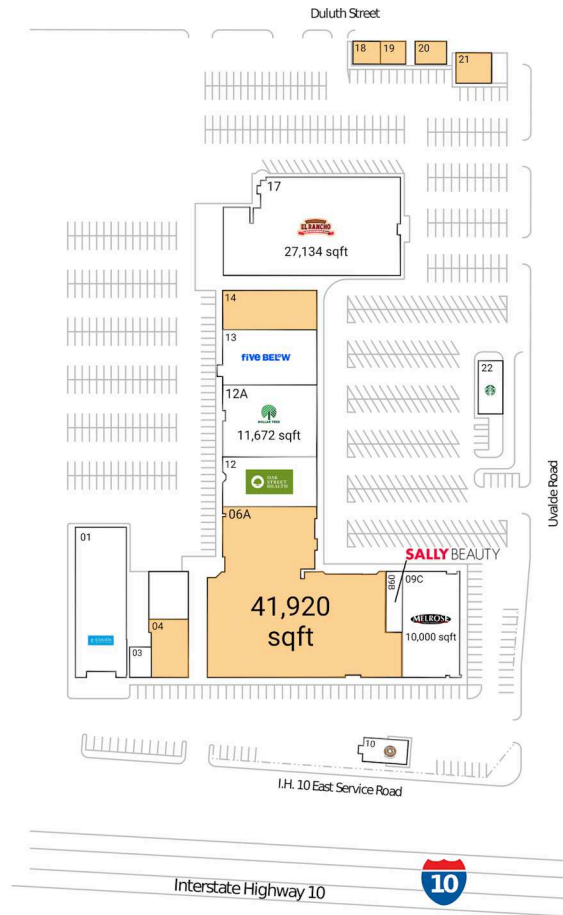 Duluth Street
18
19
20
21
17
EL RANCHO
27,134 sqft
14
13
five BELOW
22
12A
DOLLAR TREE
11,672 sqft
12
OAK
STREET
HEALTH
Uvalde Road
06A
SALLY BEAUTY
01
09B
09C
41,920
sqft
MELROSE
10,000 sqft
04
03
10
I.H. 10 East Service Road
Interstate Highway 10
10